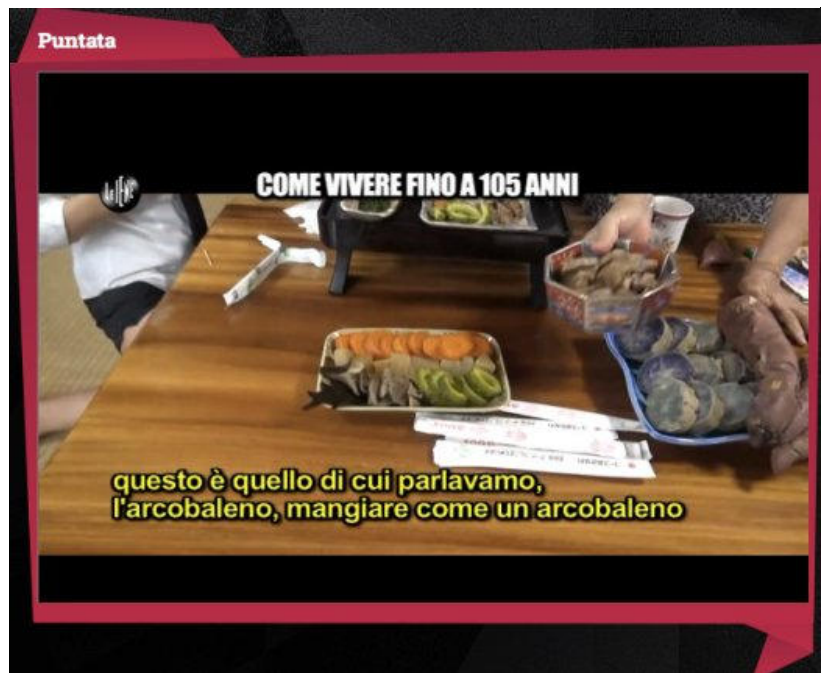 Puntata
COME VIVERE FINO A 105 ANNI
questo è quello di cui parlavamo,
l'arcobaleno, mangiare come un arcobaleno